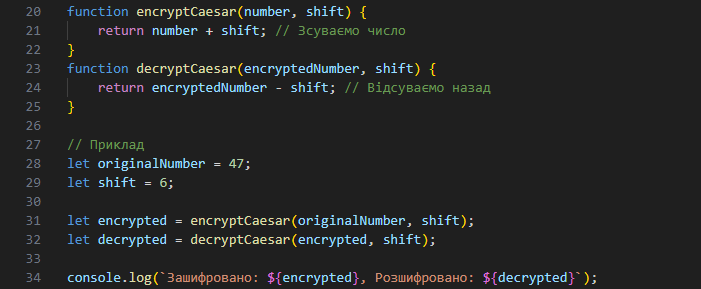 20 function encryptCaesar(number, shift) {
21     return number + shift; // Зсуваємо число
22 }
23 function decryptCaesar(encryptedNumber, shift) {
24     return encryptedNumber - shift; // Відсуваємо назад
25 }
26
27 // Приклад
28 let originalNumber = 47;
29 let shift = 6;
30
31 let encrypted = encryptCaesar(originalNumber, shift);
32 let decrypted = decryptCaesar(encrypted, shift);
33
34 console.log(`Зашифровано: ${encrypted}, Розшифровано: ${decrypted}`);